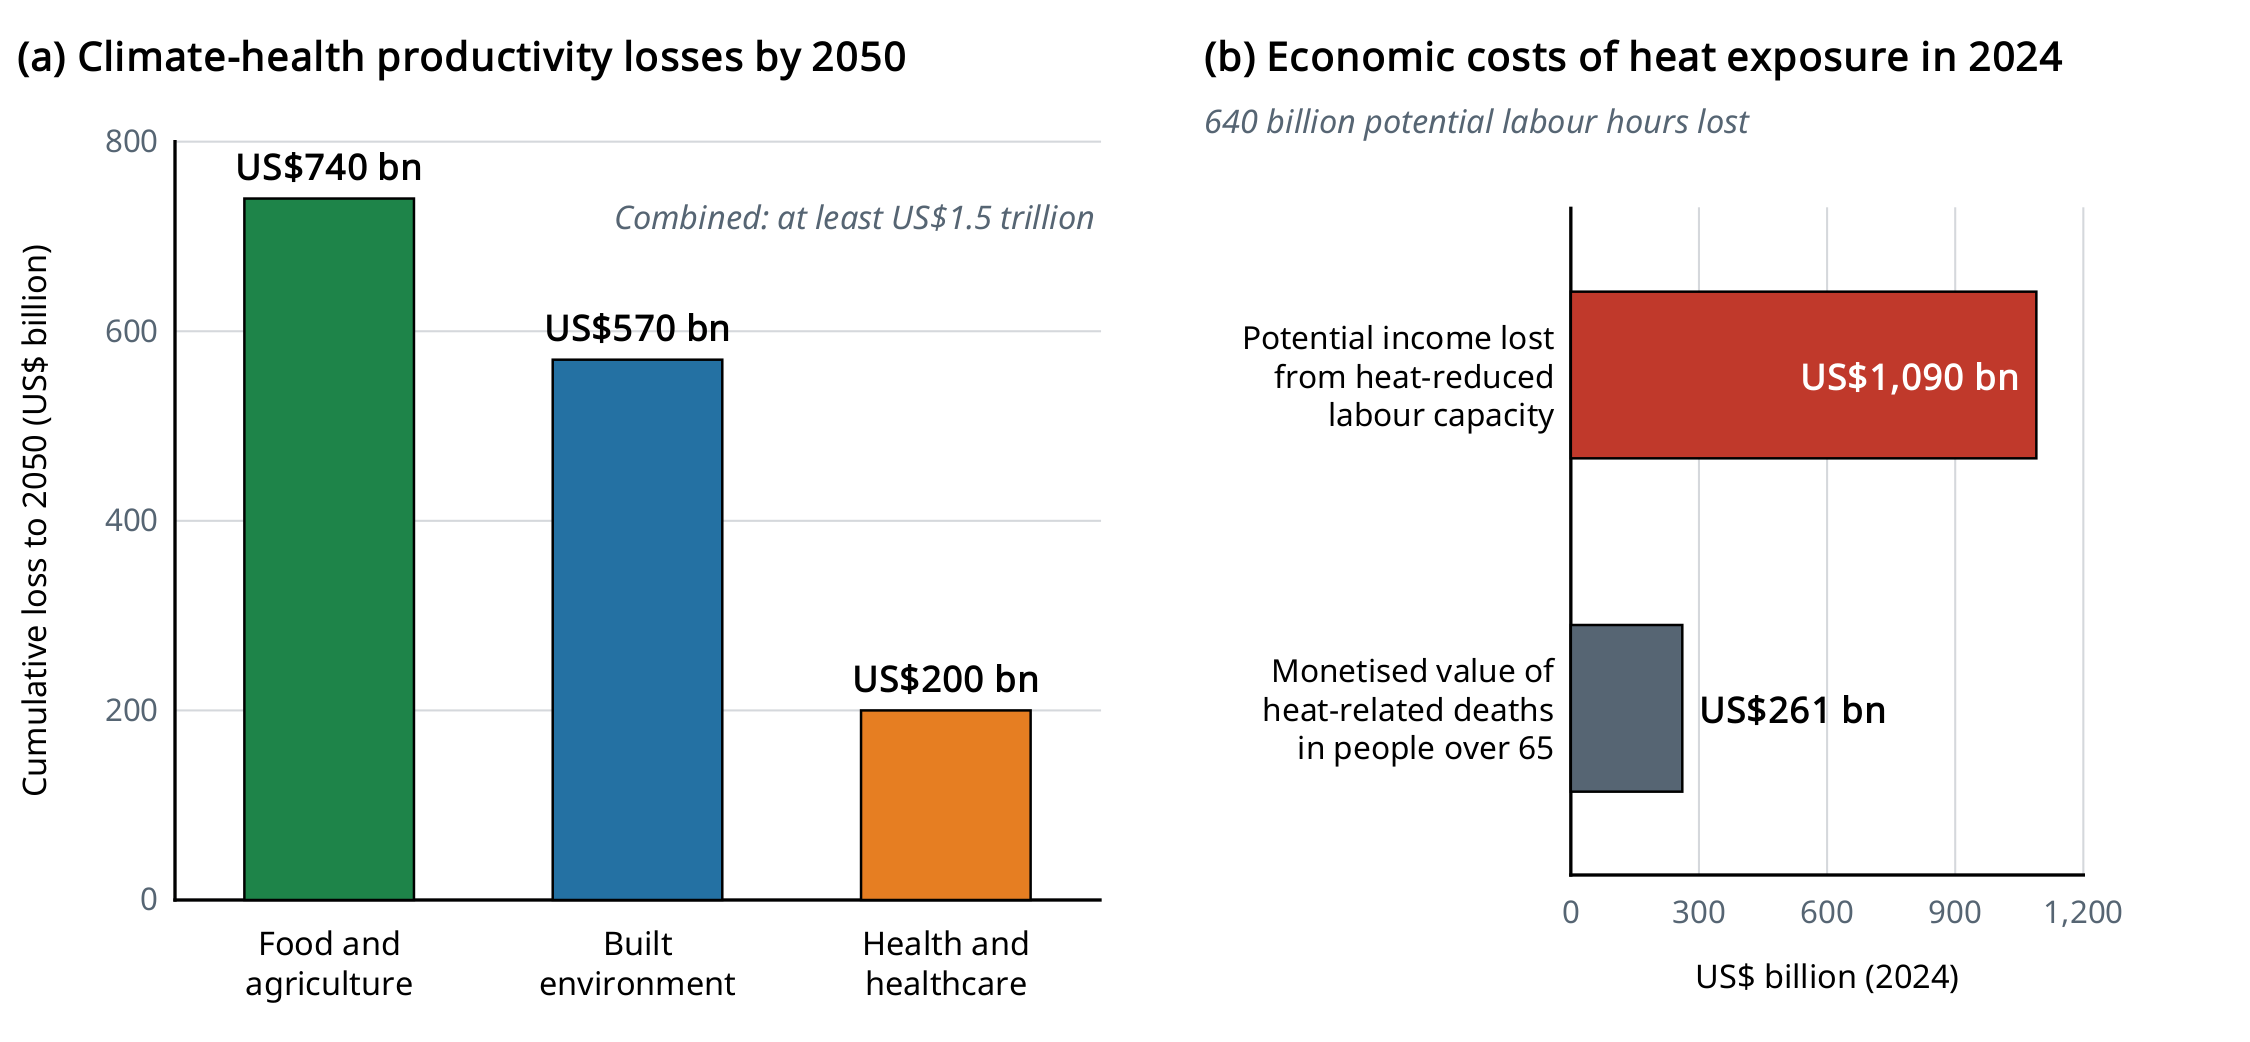 (a) Climate-health productivity losses by 2050
Cumulative loss to 2050 (US$ billion)
800
600
400
200
0
US$740 bn
Combined: at least US$1.5 trillion
US$570 bn
US$200 bn
Food and
agriculture
Built
environment
Health and
healthcare
(b) Economic costs of heat exposure in 2024
640 billion potential labour hours lost
Potential income lost
from heat-reduced
labour capacity
US$1,090 bn
Monetised value of
heat-related deaths
in people over 65
US$261 bn
0 300 600 900 1,200
US$ billion (2024)